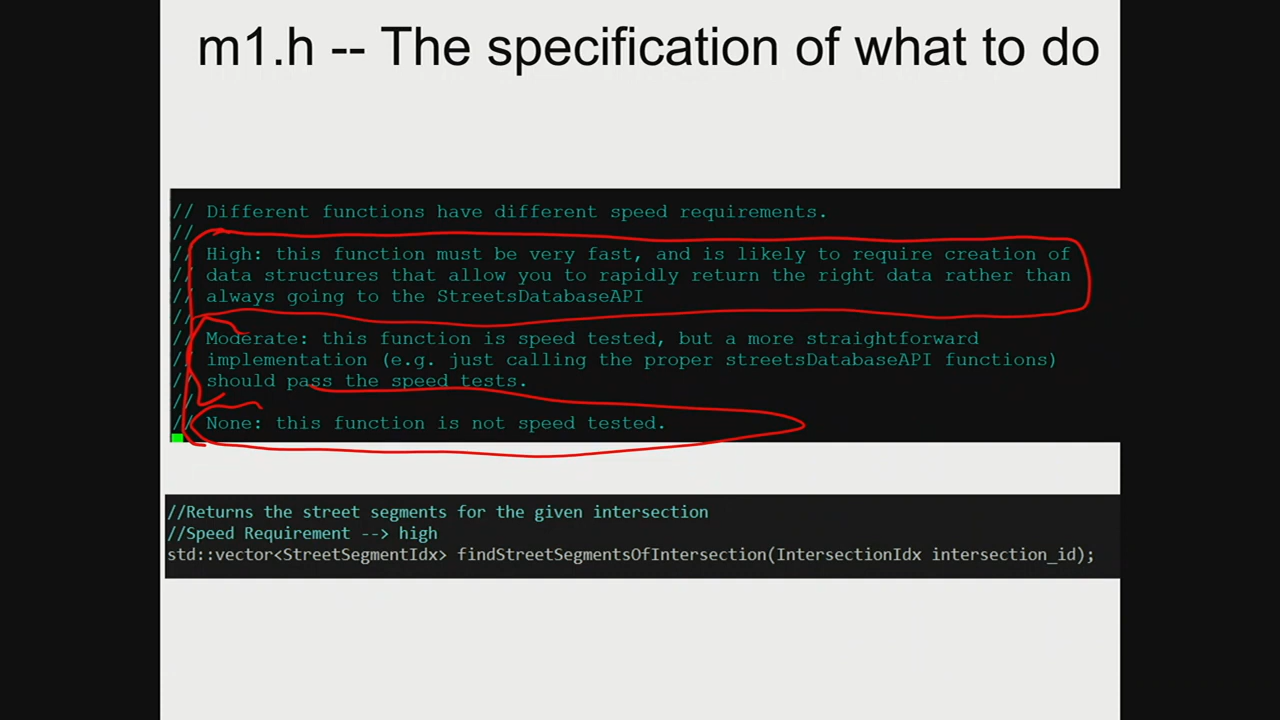 m1.h -- The specification of what to do
// Different functions have different speed requirements.
//
// High: this function must be very fast, and is likely to require creation of
// data structures that allow you to rapidly return the right data rather than
// always going to the StreetsDatabaseAPI
//
// Moderate: this function is speed tested, but a more straightforward
// implementation (e.g. just calling the proper streetsDatabaseAPI functions)
// should pass the speed tests.
//
// None: this function is not speed tested.
//Returns the street segments for the given intersection
//Speed Requirement --> high
std::vector<StreetSegmentIdx> findStreetSegmentsOfIntersection(IntersectionIdx intersection_id);